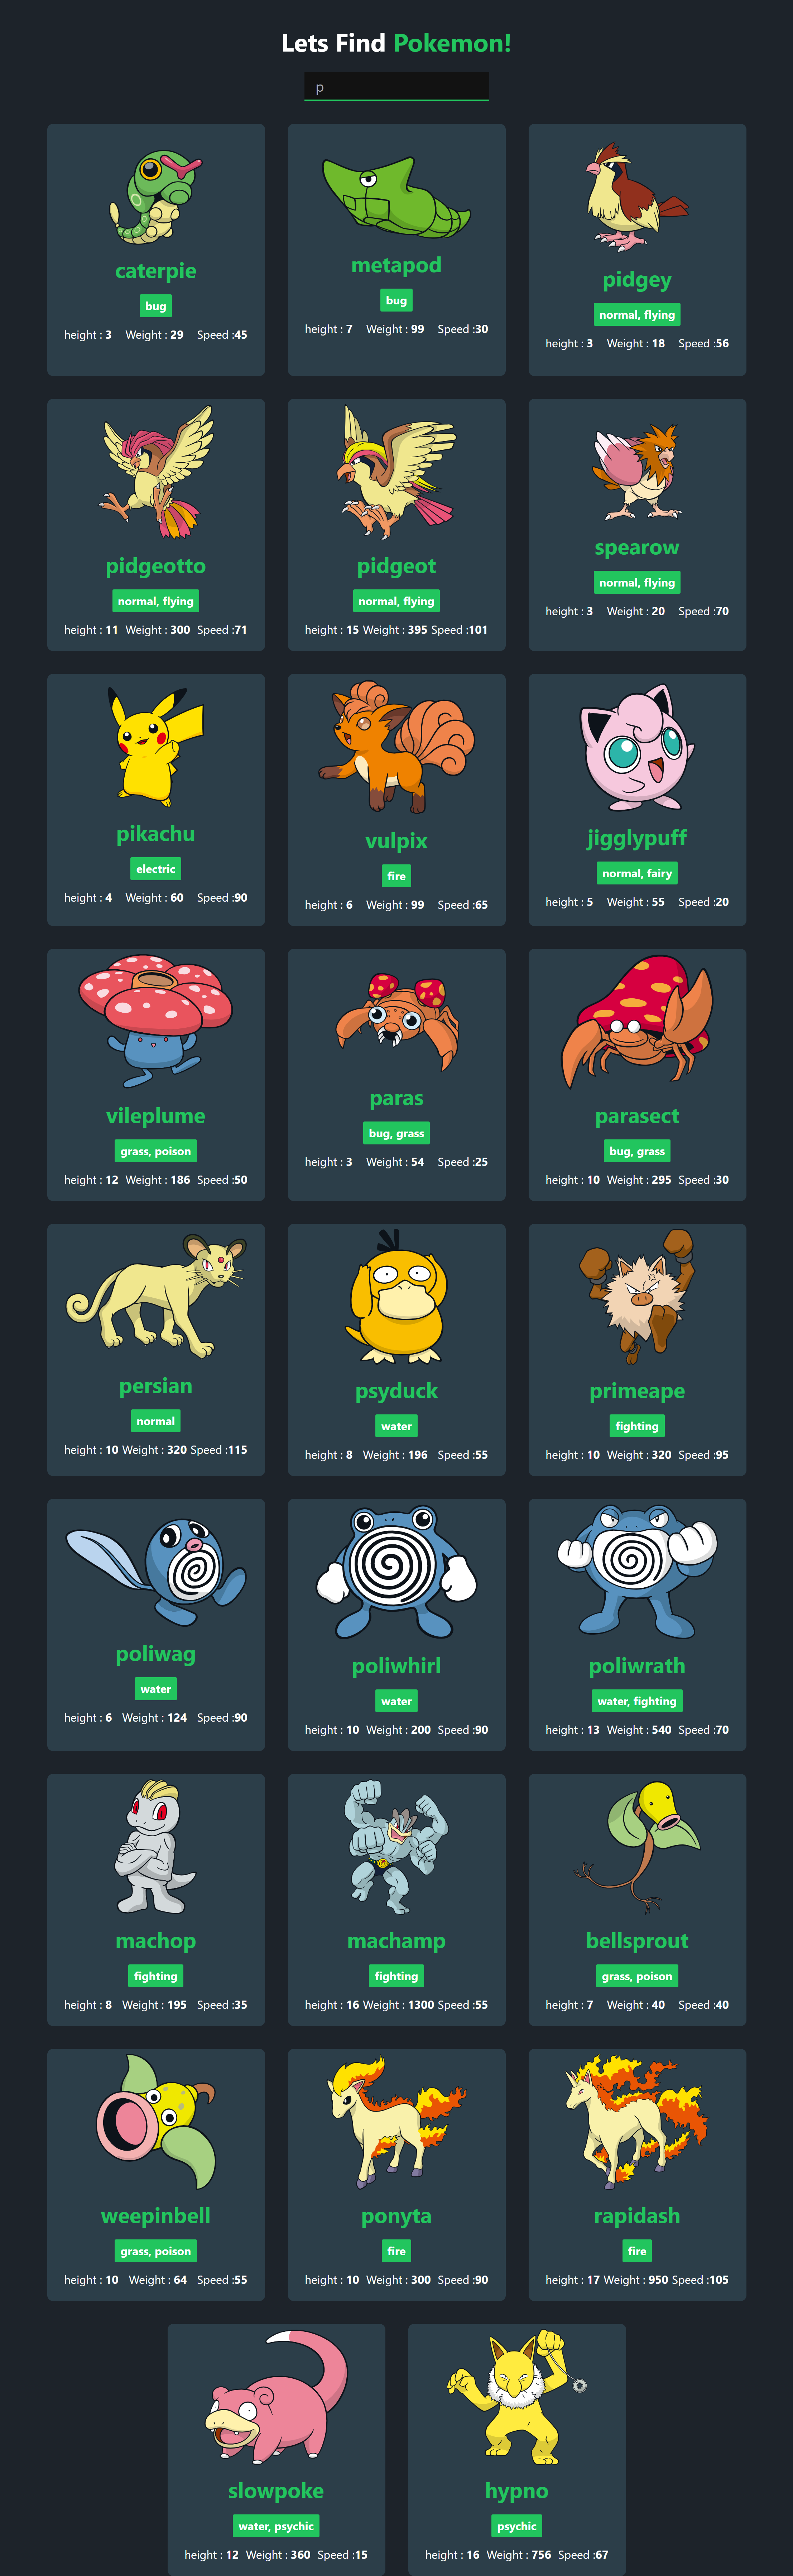 Lets Find Pokemon!
p
caterpie
bug
height : 3 Weight : 29 Speed :45
metapod
bug
height : 7 Weight : 99 Speed :30
pidgey
normal, flying
height : 3 Weight : 18 Speed :56
pidgeotto
normal, flying
height : 11 Weight : 300 Speed :71
pidgeot
normal, flying
height : 15 Weight : 395 Speed :101
spearow
normal, flying
height : 3 Weight : 20 Speed :70
pikachu
electric
height : 4 Weight : 60 Speed :90
vulpix
fire
height : 6 Weight : 99 Speed :65
jigglypuff
normal, fairy
height : 5 Weight : 55 Speed :20
vileplume
grass, poison
height : 12 Weight : 186 Speed :50
paras
bug, grass
height : 3 Weight : 54 Speed :25
parasect
bug, grass
height : 10 Weight : 295 Speed :30
persian
normal
height : 10 Weight : 320 Speed :115
psyduck
water
height : 8 Weight : 196 Speed :55
primeape
fighting
height : 10 Weight : 320 Speed :95
poliwag
water
height : 6 Weight : 124 Speed :90
poliwhirl
water
height : 10 Weight : 200 Speed :90
poliwrath
water, fighting
height : 13 Weight : 540 Speed :70
machop
fighting
height : 8 Weight : 195 Speed :35
machamp
fighting
height : 16 Weight : 1300 Speed :55
bellsprout
grass, poison
height : 7 Weight : 40 Speed :40
weepinbell
grass, poison
height : 10 Weight : 64 Speed :55
ponyta
fire
height : 10 Weight : 300 Speed :90
rapidash
fire
height : 17 Weight : 950 Speed :105
slowpoke
water, psychic
height : 12 Weight : 360 Speed :15
hypno
psychic
height : 16 Weight : 756 Speed :67